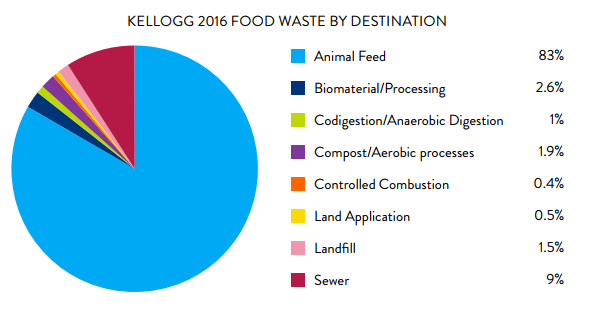 KELLOGG 2016 FOOD WASTE BY DESTINATION
Animal Feed 83%
Biomaterial/Processing 2.6%
Codigestion/Anaerobic Digestion 1%
Compost/Aerobic processes 1.9%
Controlled Combustion 0.4%
Land Application 0.5%
Landfill 1.5%
Sewer 9%